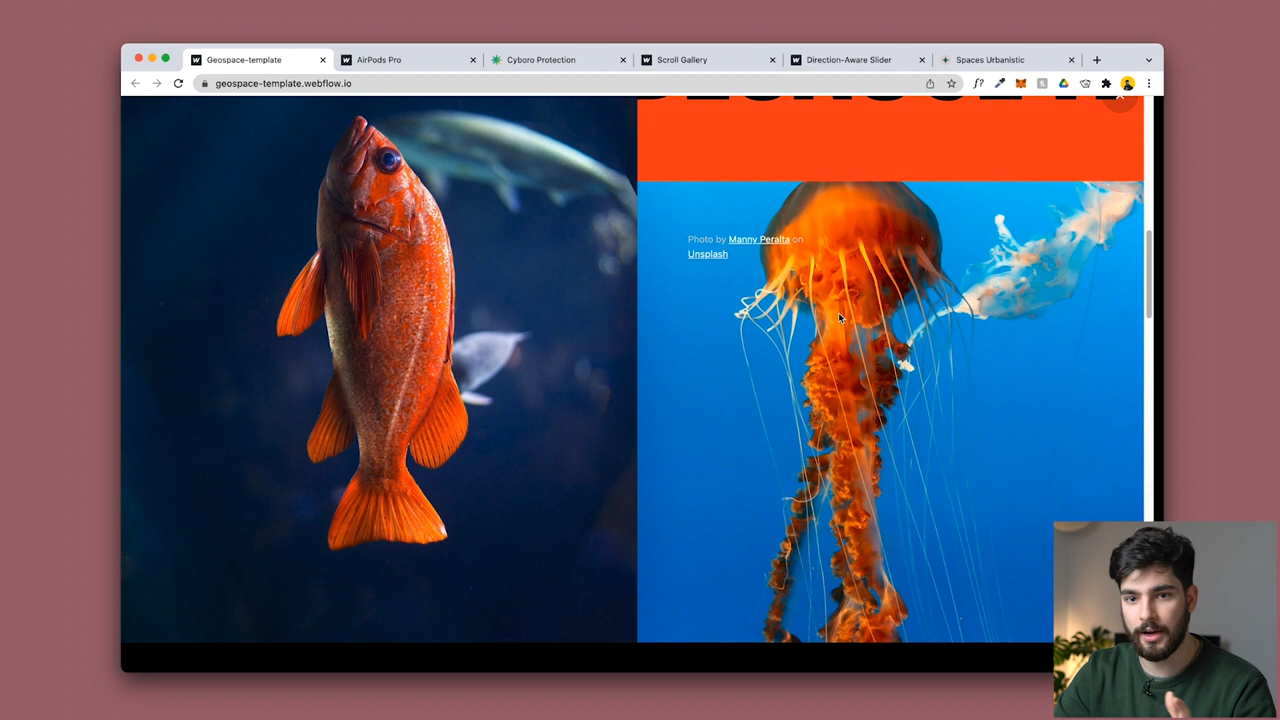 Geospace-template
AirPods Pro
Cyboro Protection
Scroll Gallery
Direction-Aware Slider
Spaces Urbanistic
geospace-template.webflow.io
f?
Photo by Manny Peralta on
Unsplash